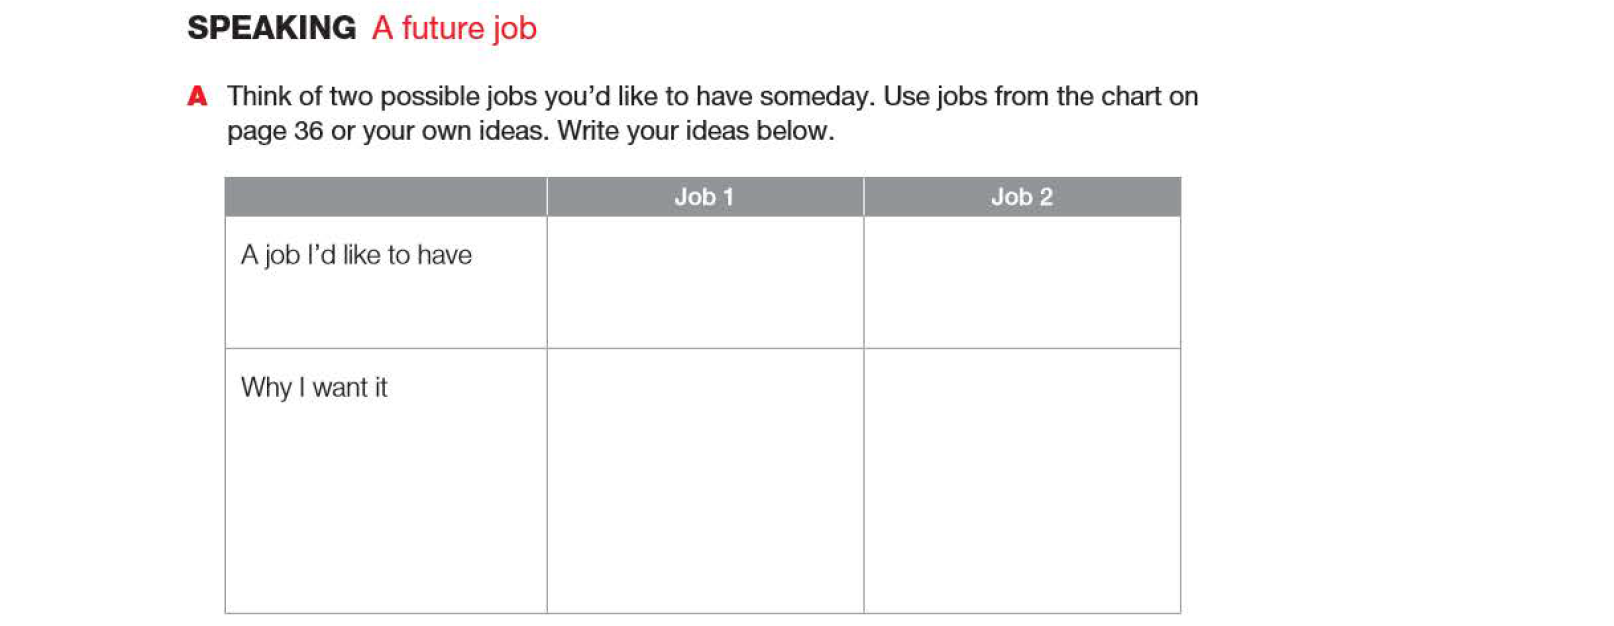 SPEAKING A future job
A Think of two possible jobs you’d like to have someday. Use jobs from the chart on
page 36 or your own ideas. Write your ideas below.
Job 1 Job 2
A job I’d like to have
Why I want it